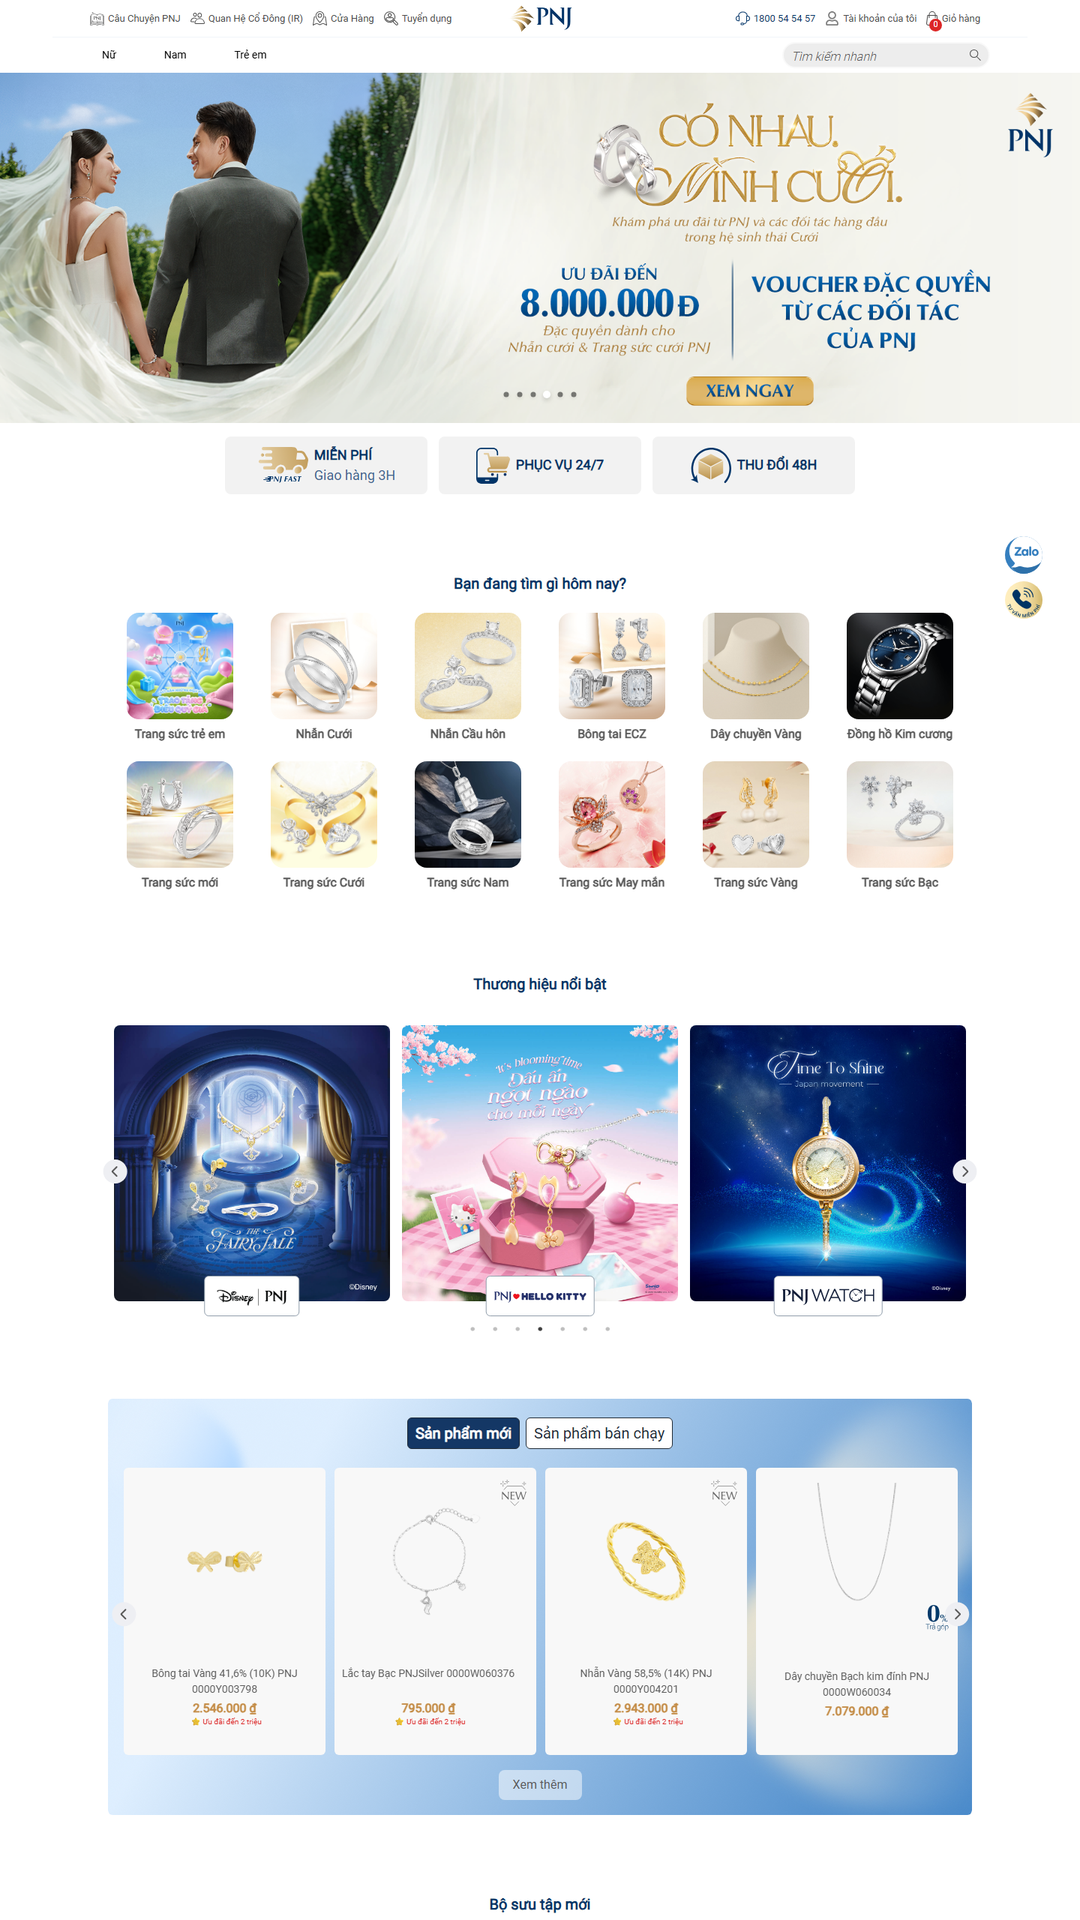 Câu Chuyện PNJ
Quan Hệ Cổ Đông (IR)
Cửa Hàng
Tuyển dụng
PNJ
1800 54 54 57
Tài khoản của tôi
0
Giỏ hàng
Nữ
Nam
Trẻ em
Tìm kiếm nhanh
CÓ NHAU.
MÌNH CƯỚI.
PNJ
Khám phá ưu đãi từ PNJ và các đối tác hàng đầu
trong hệ sinh thái Cưới
ƯU ĐÃI ĐẾN
8.000.000Đ
Đặc quyền dành cho
Nhẫn cưới & Trang sức cưới PNJ
VOUCHER ĐẶC QUYỀN
TỪ CÁC ĐỐI TÁC
CỦA PNJ
XEM NGAY
PNJ FAST
MIỄN PHÍ
Giao hàng 3H
PHỤC VỤ 24/7
THU ĐỔI 48H
Zalo
TƯ VẤN MIỄN PHÍ
Bạn đang tìm gì hôm nay?
Trang sức trẻ em
Nhẫn Cưới
Nhẫn Cầu hôn
Bông tai ECZ
Dây chuyền Vàng
Đồng hồ Kim cương
Trang sức mới
Trang sức Cưới
Trang sức Nam
Trang sức May mắn
Trang sức Vàng
Trang sức Bạc
Thương hiệu nổi bật
THE
FAIRY TALE
©Disney
Disney | PNJ
It's blooming time
Dấu ấn
ngọt ngào
cho mỗi ngày
PNJ HELLO KITTY
Time To Shine
Japan movement
©Disney
PNJ WATCH
Sản phẩm mới
Sản phẩm bán chạy
Bông tai Vàng 41,6% (10K) PNJ
0000Y003798
2.546.000 ₫
Ưu đãi đến 2 triệu
NEW
Lắc tay Bạc PNJSilver 0000W060376
795.000 ₫
Ưu đãi đến 2 triệu
NEW
Nhẫn Vàng 58,5% (14K) PNJ
0000Y004201
2.943.000 ₫
Ưu đãi đến 2 triệu
0%
Trả góp
Dây chuyền Bạch kim đính PNJ
0000W060034
7.079.000 ₫
Xem thêm
Bộ sưu tập mới